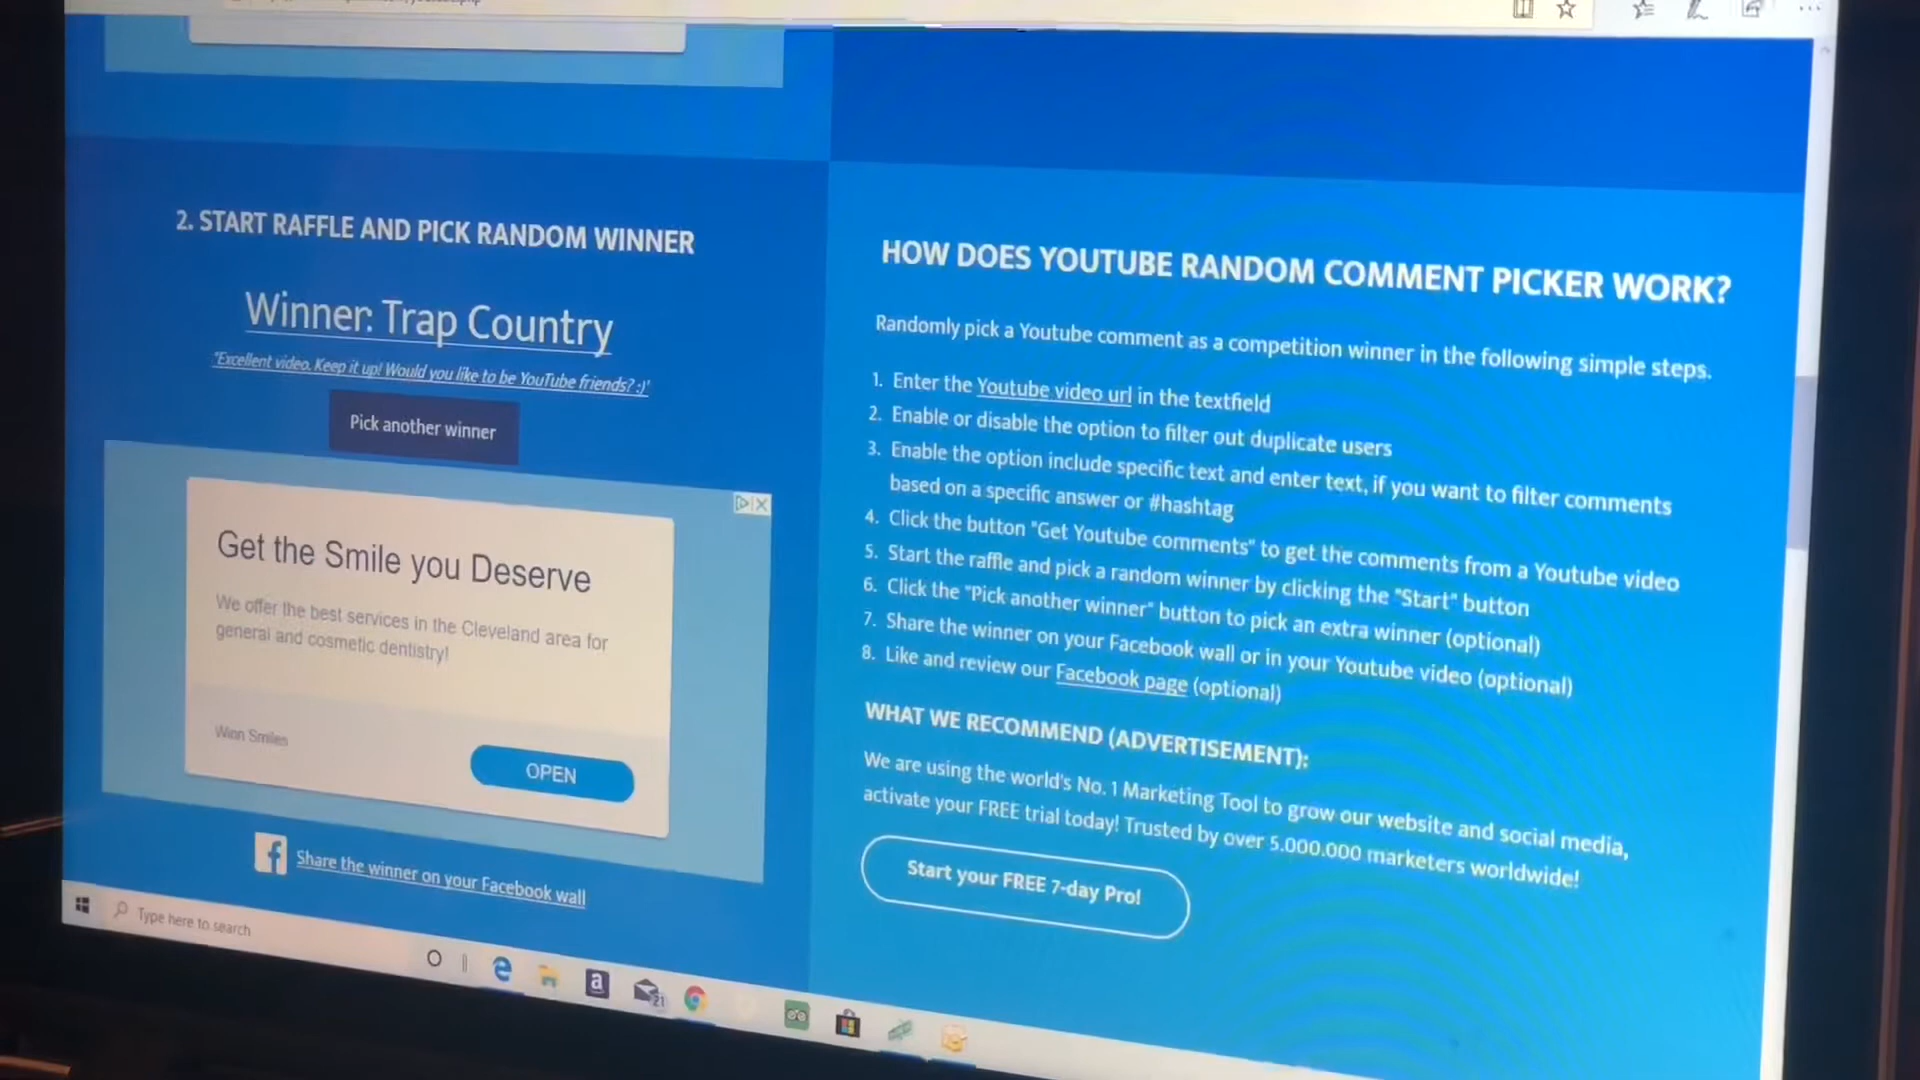 2. START RAFFLE AND PICK RANDOM WINNER
Winner: Trap Country
"Excellent video. Keep it up! Would you like to be YouTube friends? :)"
Pick another winner
Get the Smile you Deserve
We offer the best services in the Cleveland area for
general and cosmetic dentistry!
Winn Smiles
OPEN
Share the winner on your Facebook wall
HOW DOES YOUTUBE RANDOM COMMENT PICKER WORK?
Randomly pick a Youtube comment as a competition winner in the following simple steps.
1. Enter the Youtube video url in the textfield
2. Enable or disable the option to filter out duplicate users
3. Enable the option include specific text and enter text, if you want to filter comments
based on a specific answer or #hashtag
4. Click the button "Get Youtube comments" to get the comments from a Youtube video
5. Start the raffle and pick a random winner by clicking the "Start" button
6. Click the "Pick another winner" button to pick an extra winner (optional)
7. Share the winner on your Facebook wall or in your Youtube video (optional)
8. Like and review our Facebook page (optional)
WHAT WE RECOMMEND (ADVERTISEMENT):
We are using the world's No. 1 Marketing Tool to grow our website and social media,
activate your FREE trial today! Trusted by over 5.000.000 marketers worldwide!
Start your FREE 7-day Pro!
Type here to search
21